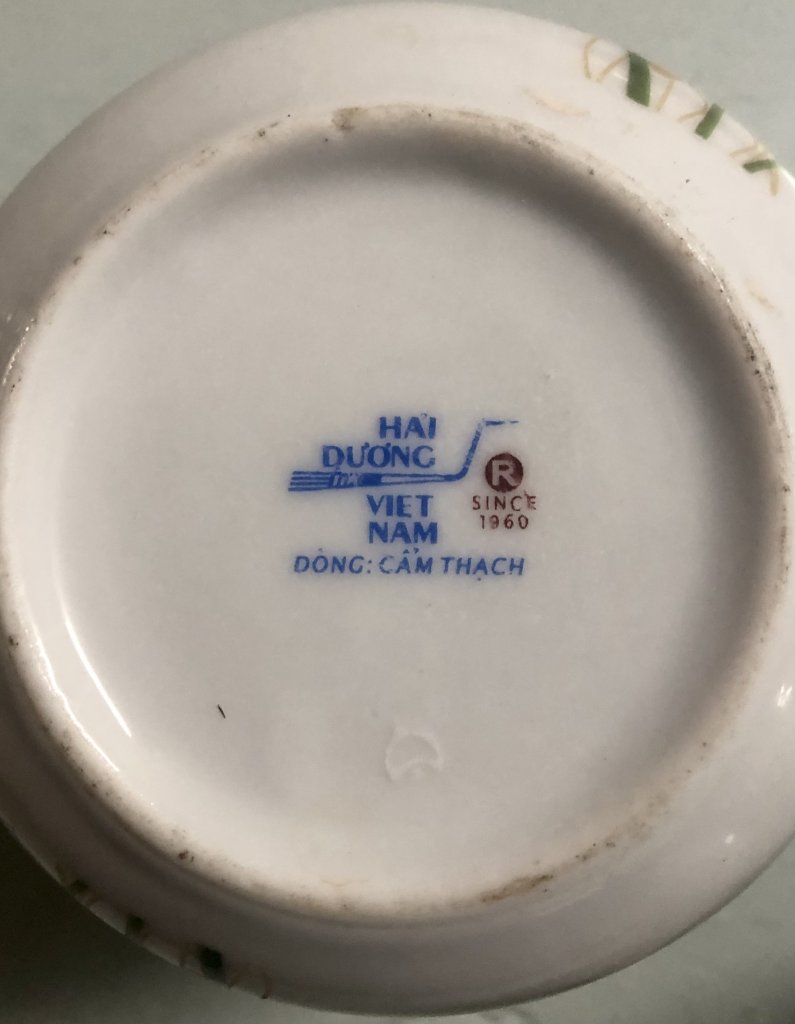 HẢI
DƯƠNG
VIET
NAM
R
SINCE
1960
DÒNG: CẨM THẠCH